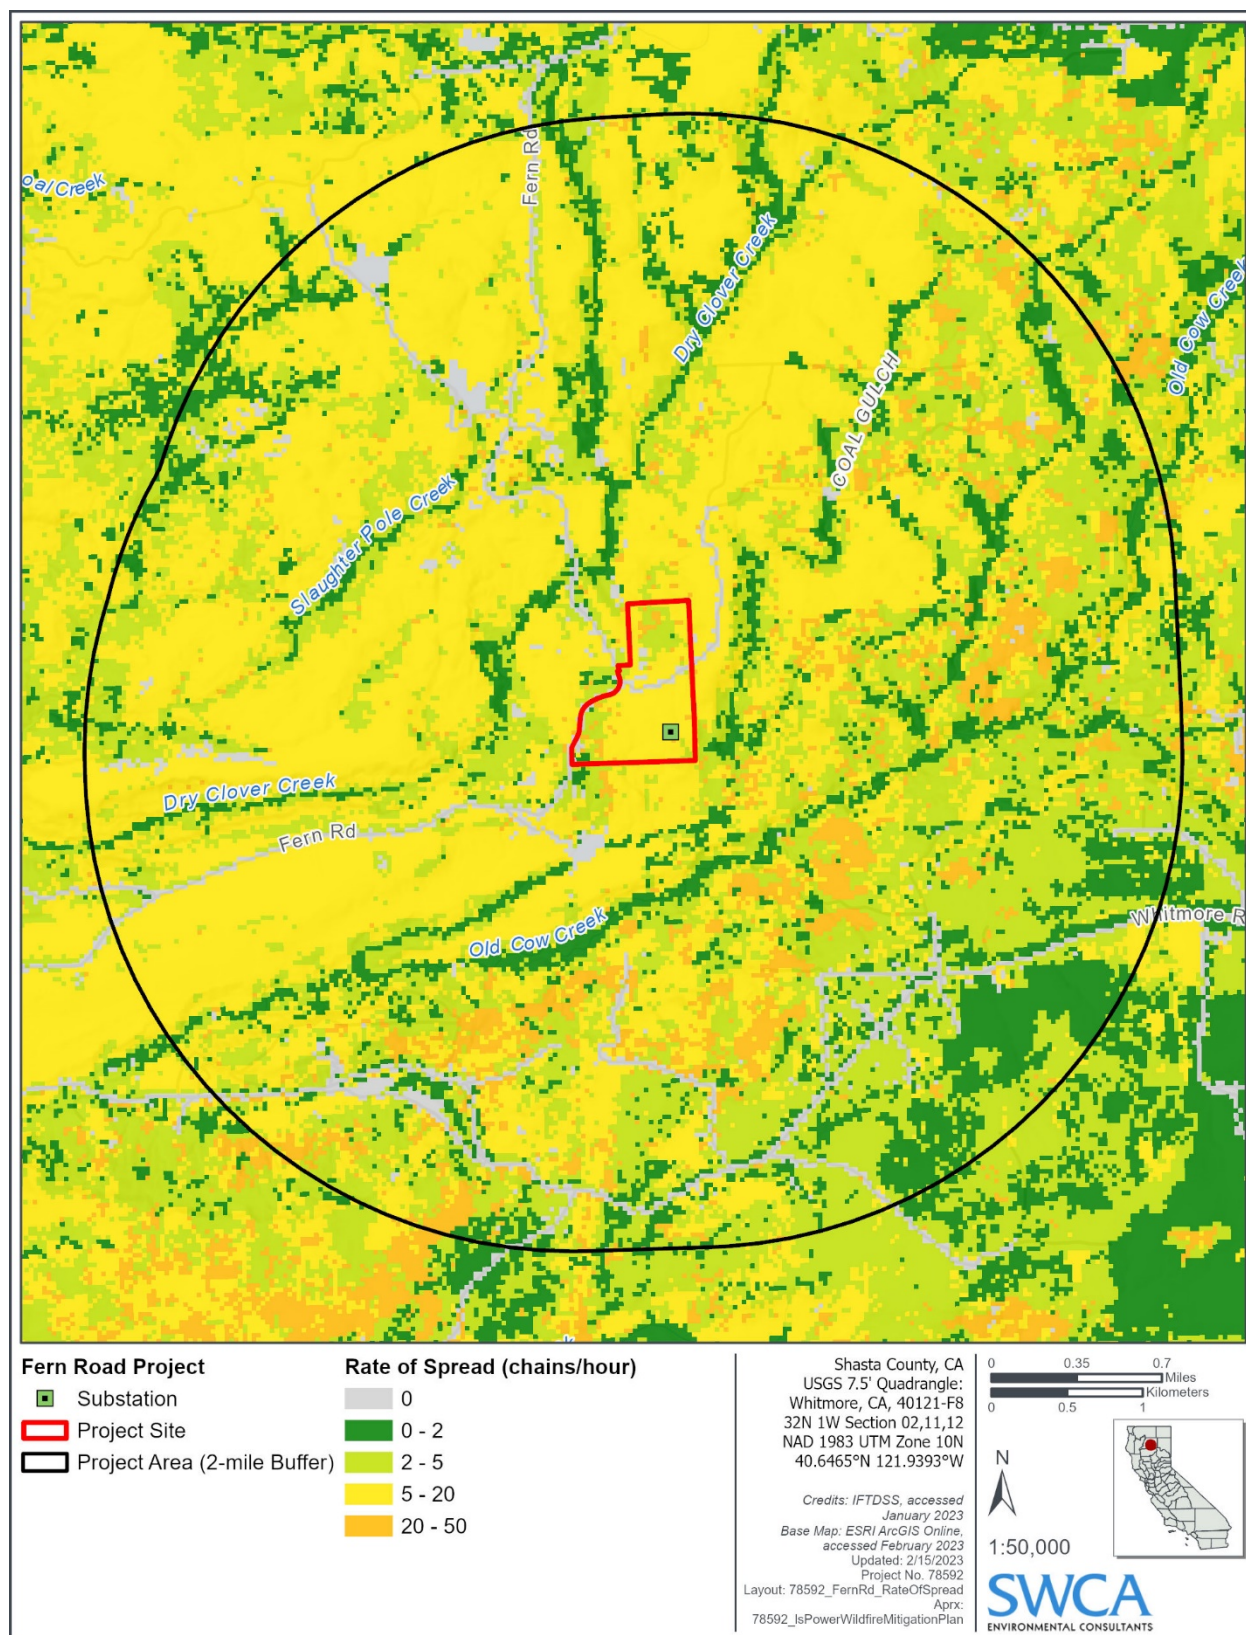 Fern Rd
oal Creek
Dry Clover Creek
Old Cow Creek
COAL GULCH
Slaughter Pole Creek
Dry Clover Creek
Fern Rd
Whitmore R
Old Cow Creek
k
Fern Road Project
Substation
Project Site
Project Area (2-mile Buffer)
Rate of Spread (chains/hour)
0
0 - 2
2 - 5
5 - 20
20 - 50
Shasta County, CA
USGS 7.5' Quadrangle:
Whitmore, CA, 40121-F8
32N 1W Section 02,11,12
NAD 1983 UTM Zone 10N
40.6465°N 121.9393°W
Credits: IFTDSS, accessed
January 2023
Base Map: ESRI ArcGIS Online,
accessed February 2023
Updated: 2/15/2023
Project No. 78592
Layout: 78592_FernRd_RateOfSpread
Aprx:
78592_IsPowerWildfireMitigationPlan
0 0.35 0.7
Miles
Kilometers
0 0.5 1
N
1:50,000
SWCA
ENVIRONMENTAL CONSULTANTS